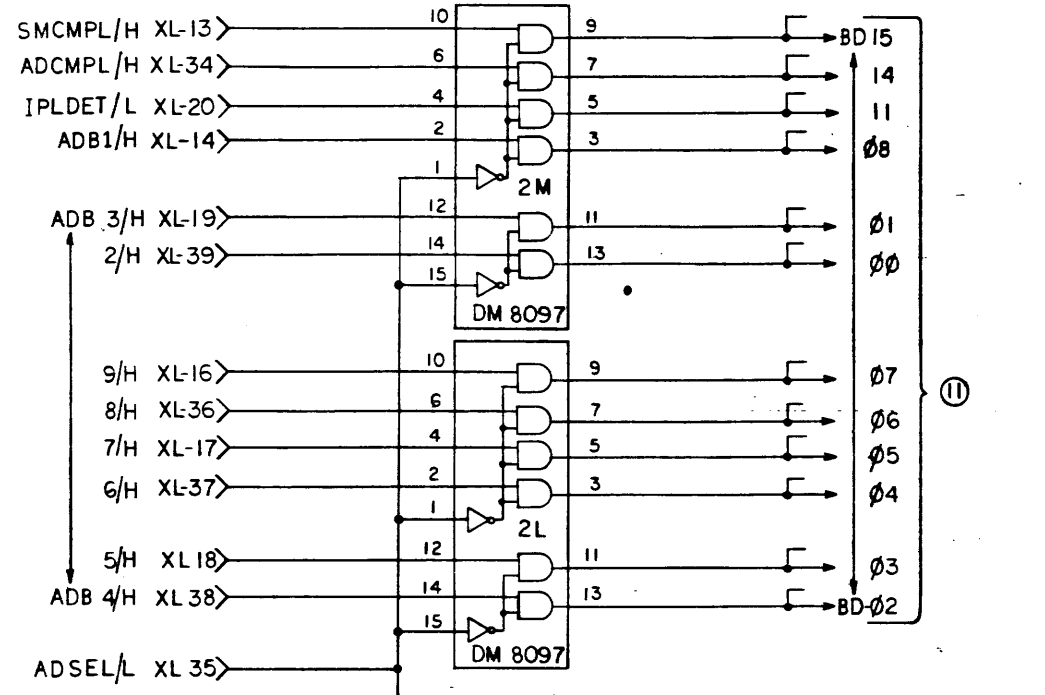 SMCMPL/H XL-13 10 9 BD 15
ADCMPL/H XL-34 6 7 14
IPLDET/L XL-20 4 5 11
ADB1/H XL-14 2 3 Ø8
1
2M
ADB 3/H XL-19 12 11 Ø1
2/H XL-39 14 13 ØØ
15
DM 8097
9/H XL-16 10 9 Ø7
8/H XL-36 6 7 Ø6
7/H XL-17 4 5 Ø5
6/H XL-37 2 3 Ø4
1
2L
5/H XL 18 12 11 Ø3
ADB 4/H XL 38 14 13 BD-Ø2
15
DM 8097
ADSEL/L XL 35
11